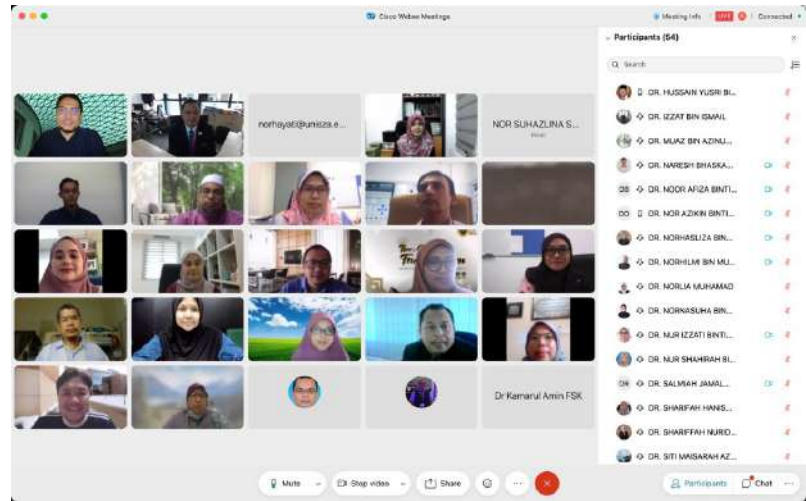 Cisco Webex Meetings
Meeting Info
LIVE
Connected
Participants (54)
Search
norhayati@unisza.e...
NOR SUHAZLINA S...
DR. HUSSAIN YUSRI BI...
DR. IZZAT BIN ISMAIL
DR. MUAZ BIN AZINU...
DR. NARESH BHASKA...
DR. NOOR AFIZA BINTI...
DR. NOR AZIKIN BINTI...
DR. NORHASLIZA BIN...
DR. NORHILMI BIN MU...
DR. NORLIA MUHAMAD
DR. NORKASUHA BIN...
DR. NUR IZZATI BINTI...
DR. NUR SHAHIRAH BI...
DR. SALMIAH JAMAL...
DR. SHARIFAH HANIS...
DR. SHARIFFAH NURID...
DR. SITI MAISARAH AZ...
Dr Kamarul Amin FSK
Mute
Stop video
Share
Participants
Chat